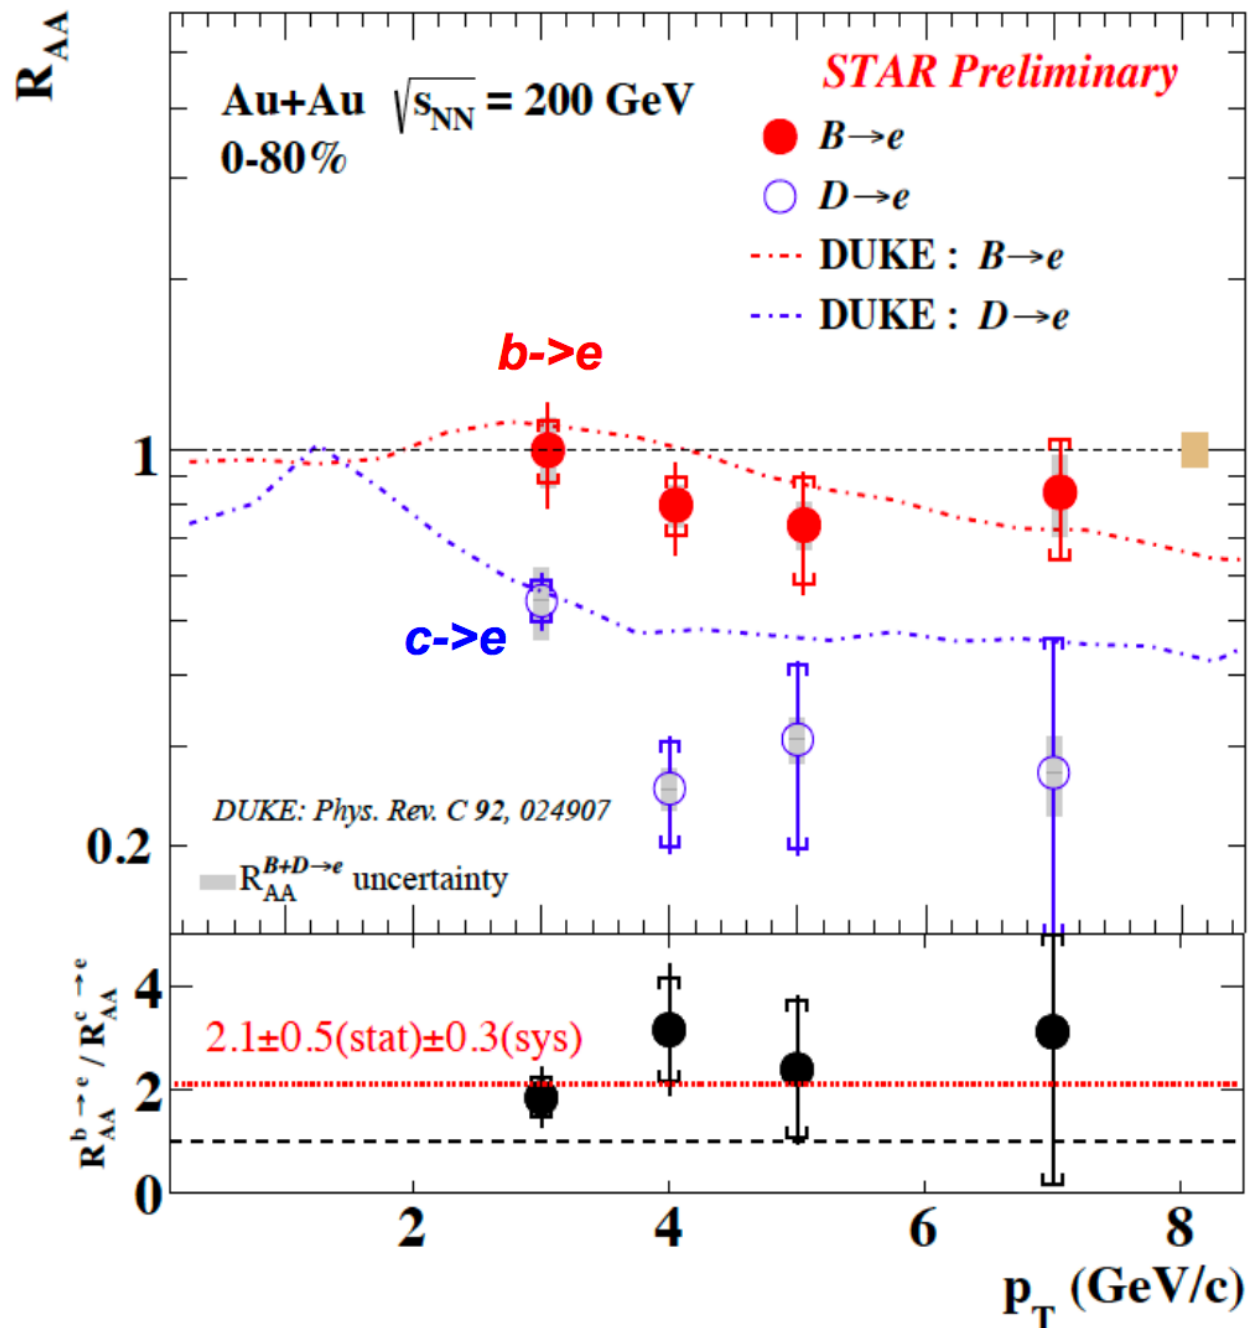 R_AA
Au+Au √s_NN = 200 GeV
0-80%
STAR Preliminary
B→e
D→e
DUKE : B→e
DUKE : D→e
b->e
c->e
1
0.2
DUKE: Phys. Rev. C 92, 024907
R_AA^B+D→e uncertainty
R_AA^b→e / R_AA^c→e
4
2
0
2.1±0.5(stat)±0.3(sys)
2 4 6 8
p_T (GeV/c)